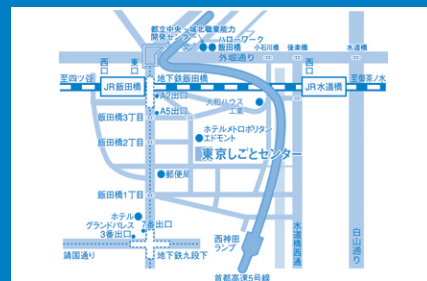 都立中央・城北職業能力
開発センター
ハローワーク
飯田橋
小石川橋
後楽橋
水道橋
外堀通り
西口
東口
西口
至四ツ谷
JR飯田橋
地下鉄飯田橋
JR水道橋
至御茶ノ水
A2出口
A5出口
大和ハウス
工業
飯田橋3丁目
飯田橋2丁目
ホテルメトロポリタン
エドモント
東京しごとセンター
郵便局
飯田橋1丁目
ホテル
グランドパレス
7番出口
3番出口
西神田
ランプ
水道橋西通り
白山通り
靖国通り
地下鉄九段下
首都高速5号線